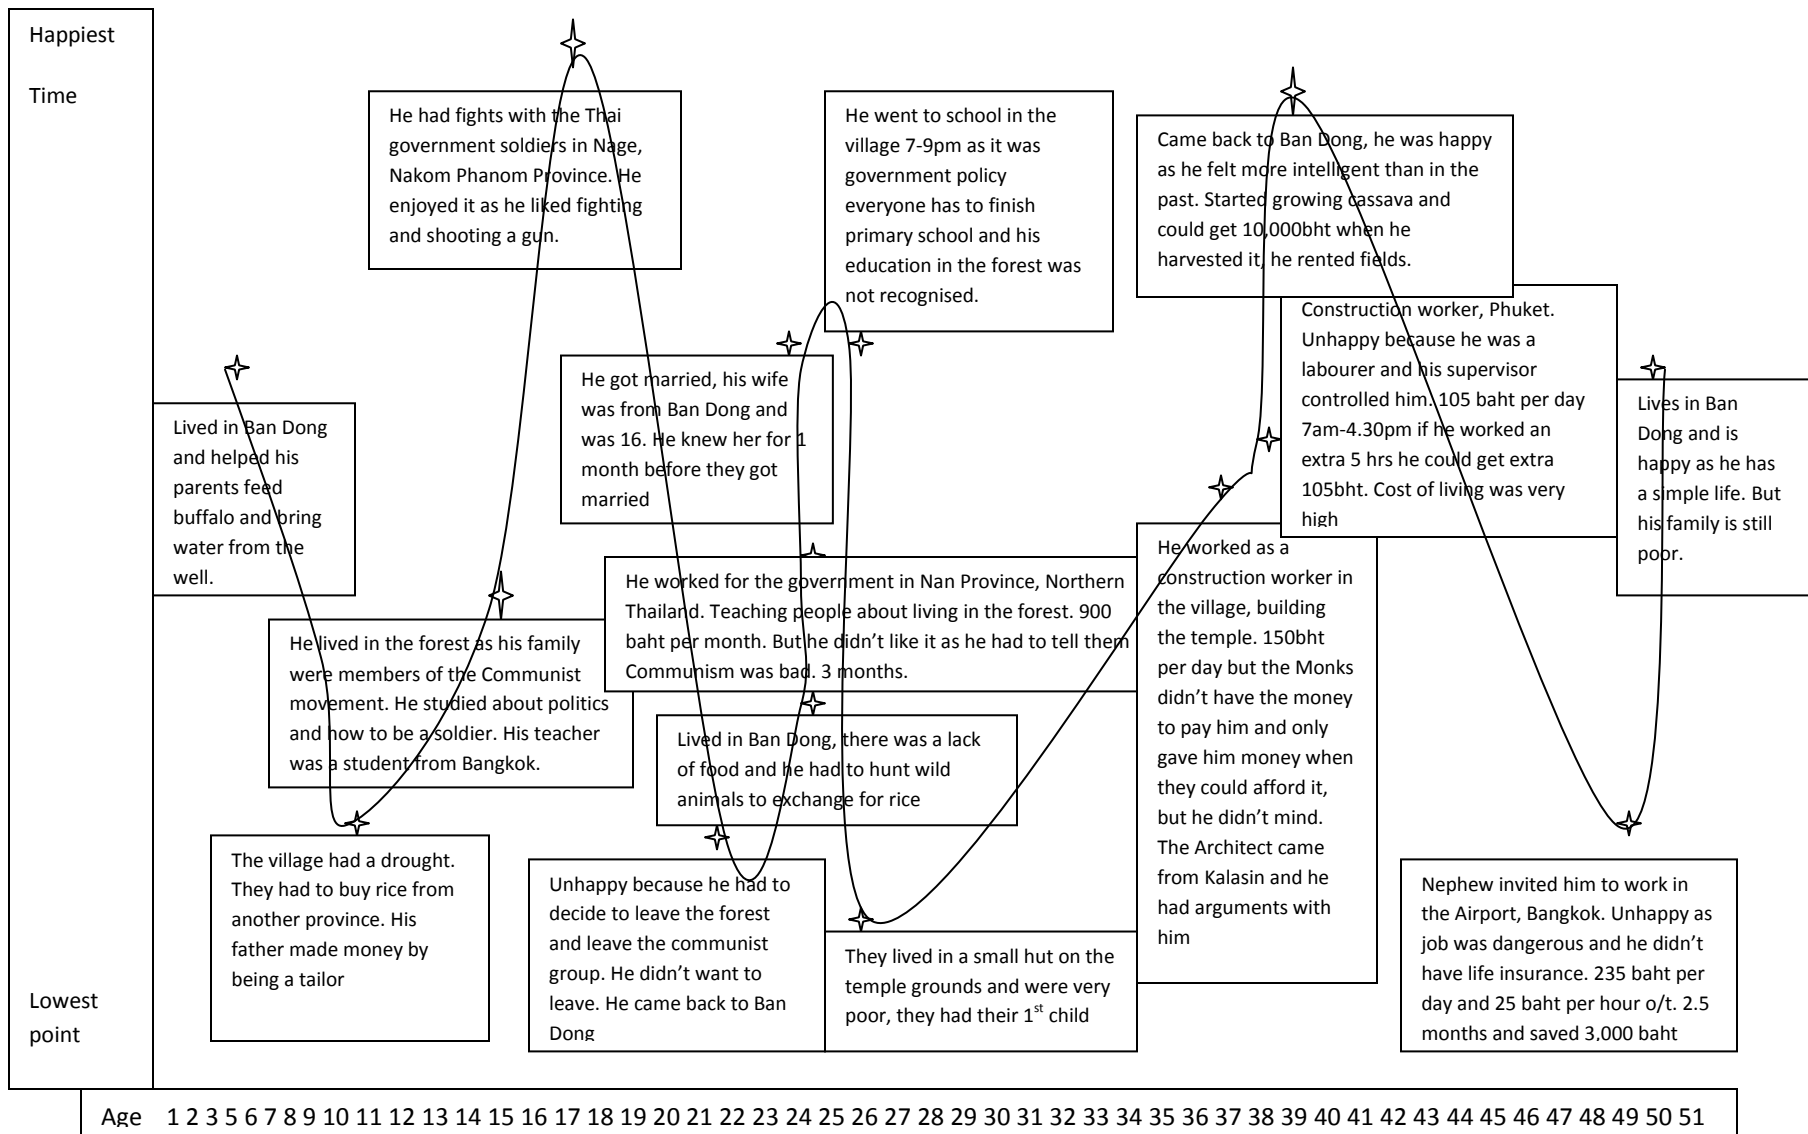 Happiest
Time
He had fights with the Thai
government soldiers in Nage,
Nakom Phanom Province. He
enjoyed it as he liked fighting
and shooting a gun.
He went to school in the
village 7-9pm as it was
government policy
everyone has to finish
primary school and his
education in the forest was
not recognised.
Came back to Ban Dong, he was happy
as he felt more intelligent than in the
past. Started growing cassava and
could get 10,000bht when he
harvested it, he rented fields.
Construction worker, Phuket.
Unhappy because he was a
labourer and his supervisor
controlled him. 105 baht per day
7am-4.30pm if he worked an
extra 5 hrs he could get extra
105bht. Cost of living was very
high
He got married, his wife
was from Ban Dong and
was 16. He knew her for 1
month before they got
married
Lives in Ban
Dong and is
happy as he has
a simple life. But
his family is still
poor.
Lived in Ban Dong
and helped his
parents feed
buffalo and bring
water from the
well.
He worked as a
construction worker in
the village, building
the temple. 150bht
per day but the Monks
didn't have the money
to pay him and only
gave him money when
they could afford it,
but he didn't mind.
The Architect came
from Kalasin and he
had arguments with
him
He worked for the government in Nan Province, Northern
Thailand. Teaching people about living in the forest. 900
baht per month. But he didn't like it as he had to tell them
Communism was bad. 3 months.
He lived in the forest as his family
were members of the Communist
movement. He studied about politics
and how to be a soldier. His teacher
was a student from Bangkok.
Lived in Ban Dong, there was a lack
of food and he had to hunt wild
animals to exchange for rice
The village had a drought.
They had to buy rice from
another province. His
father made money by
being a tailor
Unhappy because he had to
decide to leave the forest
and leave the communist
group. He didn't want to
leave. He came back to Ban
Dong
They lived in a small hut on the
temple grounds and were very
poor, they had their 1st child
Nephew invited him to work in
the Airport, Bangkok. Unhappy as
job was dangerous and he didn't
have life insurance. 235 baht per
day and 25 baht per hour o/t. 2.5
months and saved 3,000 baht
Lowest
point
Age 1 2 3 5 6 7 8 9 10 11 12 13 14 15 16 17 18 19 20 21 22 23 24 25 26 27 28 29 30 31 32 33 34 35 36 37 38 39 40 41 42 43 44 45 46 47 48 49 50 51